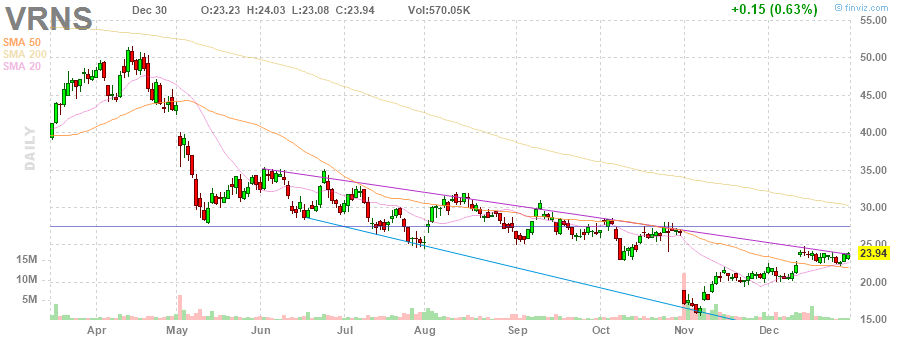 VRNS
Dec 30 O:23.23 H:24.03 L:23.08 C:23.94 Vol:570.05K
+0.15 (0.63%)
© finviz.com
SMA 50
SMA 200
SMA 20
DAILY
55.00
50.00
45.00
40.00
35.00
30.00
25.00
23.94
20.00
15.00
15M
10M
5M
Apr May Jun Jul Aug Sep Oct Nov Dec